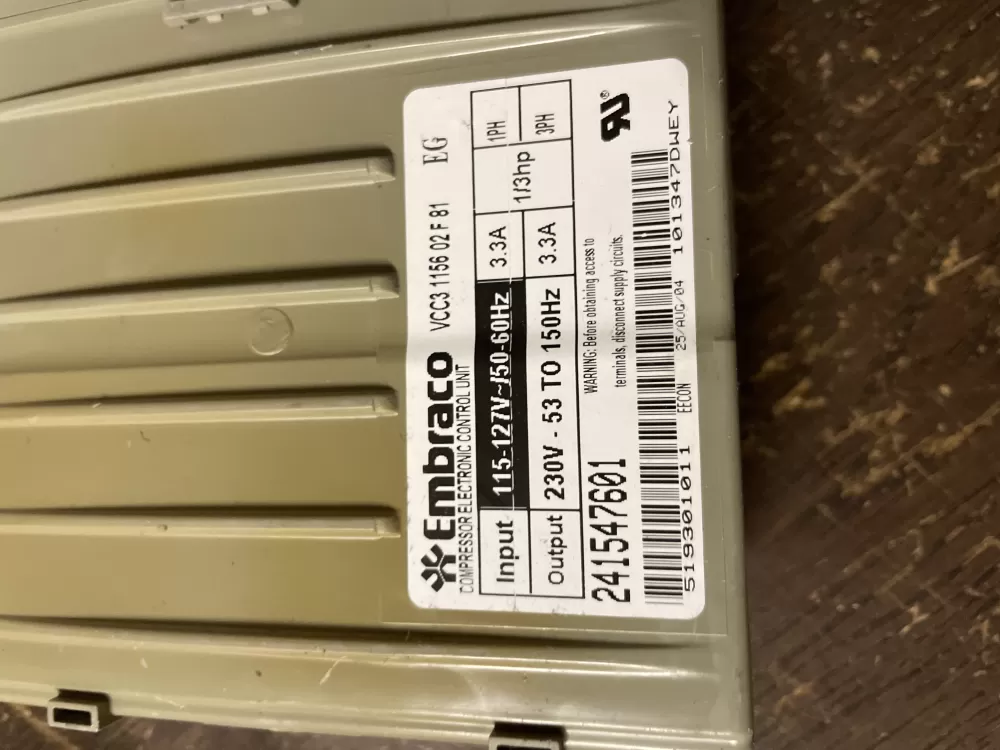 Embraco VCC3 1156 02 F 81 EG
COMPRESSOR ELECTRONIC CONTROL UNIT
Input 115-127V~/50-60Hz 3.3A 1/3hp 1PH
Output 230V - 53 TO 150Hz 3.3A 3PH
241547601
WARNING: Before obtaining access to
terminals, disconnect supply circuits.
EECON 25/AUG/04
519301011 101347DWEY